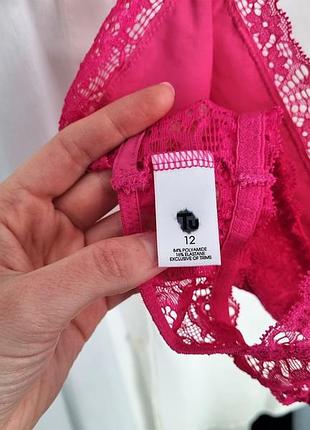 Tu
12
84% POLYAMIDE
16% ELASTANE
EXCLUSIVE OF TRIMS